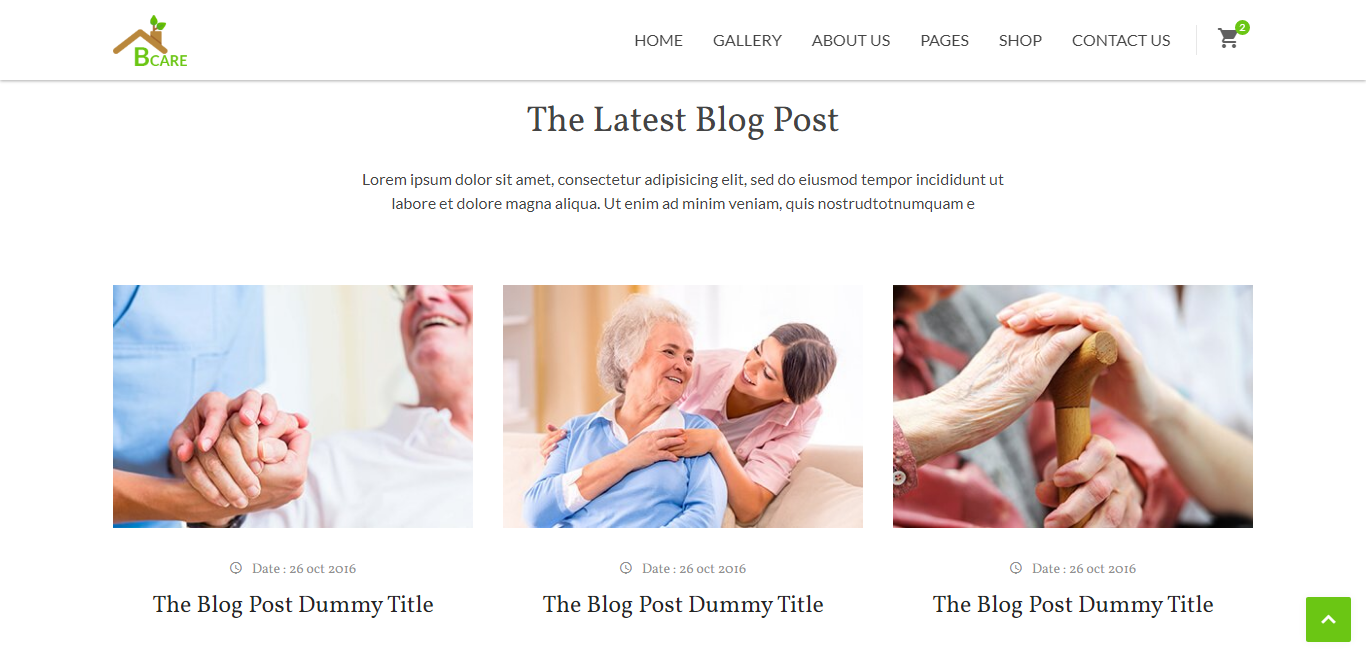 BCARE
HOME GALLERY ABOUT US PAGES SHOP CONTACT US 2
The Latest Blog Post
Lorem ipsum dolor sit amet, consectetur adipisicing elit, sed do eiusmod tempor incididunt ut
labore et dolore magna aliqua. Ut enim ad minim veniam, quis nostrudtotnumquam e
Date : 26 oct 2016
The Blog Post Dummy Title
Date : 26 oct 2016
The Blog Post Dummy Title
Date : 26 oct 2016
The Blog Post Dummy Title